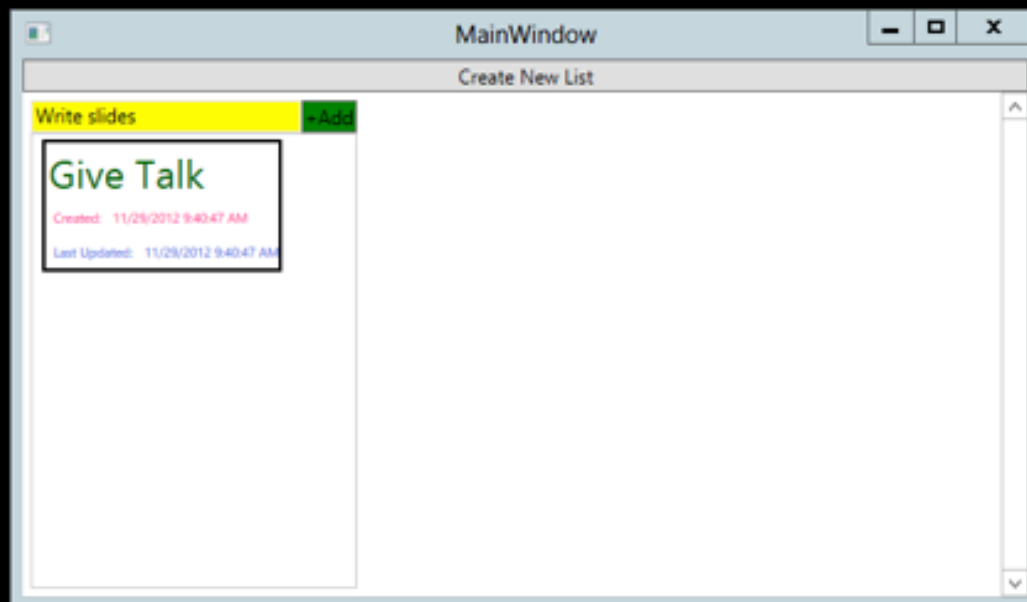 MainWindow
Create New List
Write slides +Add
Give Talk
Created: 11/29/2012 9:40:47 AM
Last Updated: 11/29/2012 9:40:47 AM